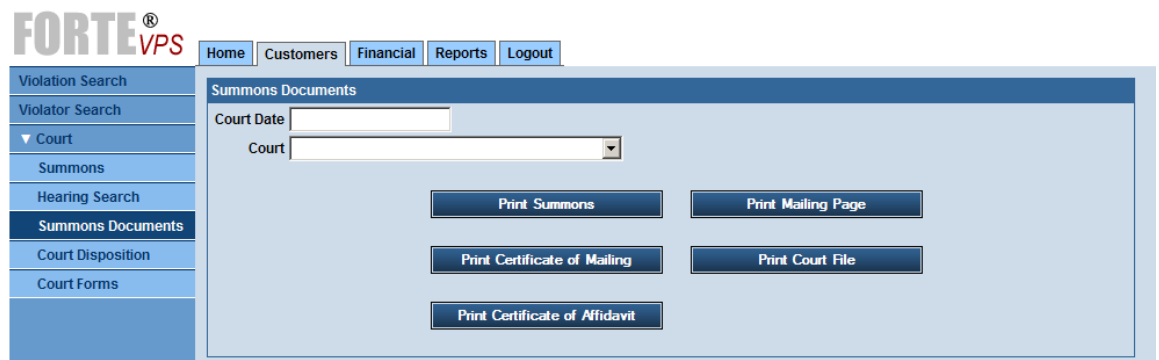 FORTE® VPS
Home Customers Financial Reports Logout
Violation Search
Violator Search
Court
Summons
Hearing Search
Summons Documents
Court Disposition
Court Forms
Summons Documents
Court Date
Court
Print Summons Print Mailing Page
Print Certificate of Mailing Print Court File
Print Certificate of Affidavit